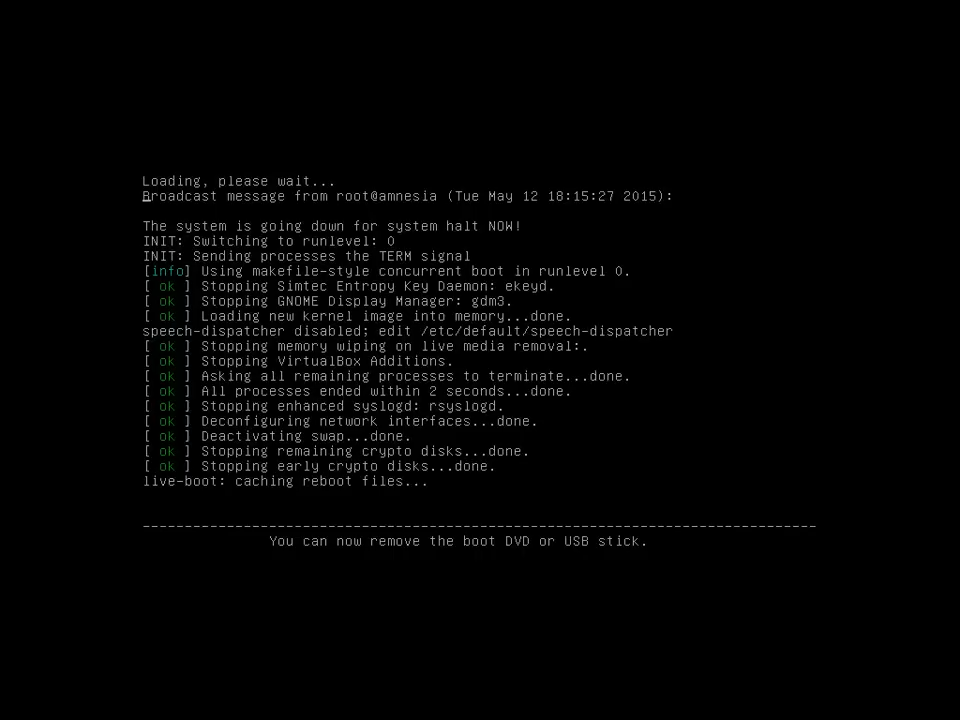 Loading, please wait...
Broadcast message from root@amnesia (Tue May 12 18:15:27 2015):
The system is going down for system halt NOW!
INIT: Switching to runlevel: 0
INIT: Sending processes the TERM signal
[info] Using makefile-style concurrent boot in runlevel 0.
[ ok ] Stopping Simtec Entropy Key Daemon: ekeyd.
[ ok ] Stopping GNOME Display Manager: gdm3.
[ ok ] Loading new kernel image into memory...done.
speech-dispatcher disabled; edit /etc/default/speech-dispatcher
[ ok ] Stopping memory wiping on live media removal:.
[ ok ] Stopping VirtualBox Additions.
[ ok ] Asking all remaining processes to terminate...done.
[ ok ] All processes ended within 2 seconds...done.
[ ok ] Stopping enhanced syslogd: rsyslogd.
[ ok ] Deconfiguring network interfaces...done.
[ ok ] Deactivating swap...done.
[ ok ] Stopping remaining crypto disks...done.
[ ok ] Stopping early crypto disks...done.
live-boot: caching reboot files...
--------------------------------------------------------------------------------
You can now remove the boot DVD or USB stick.